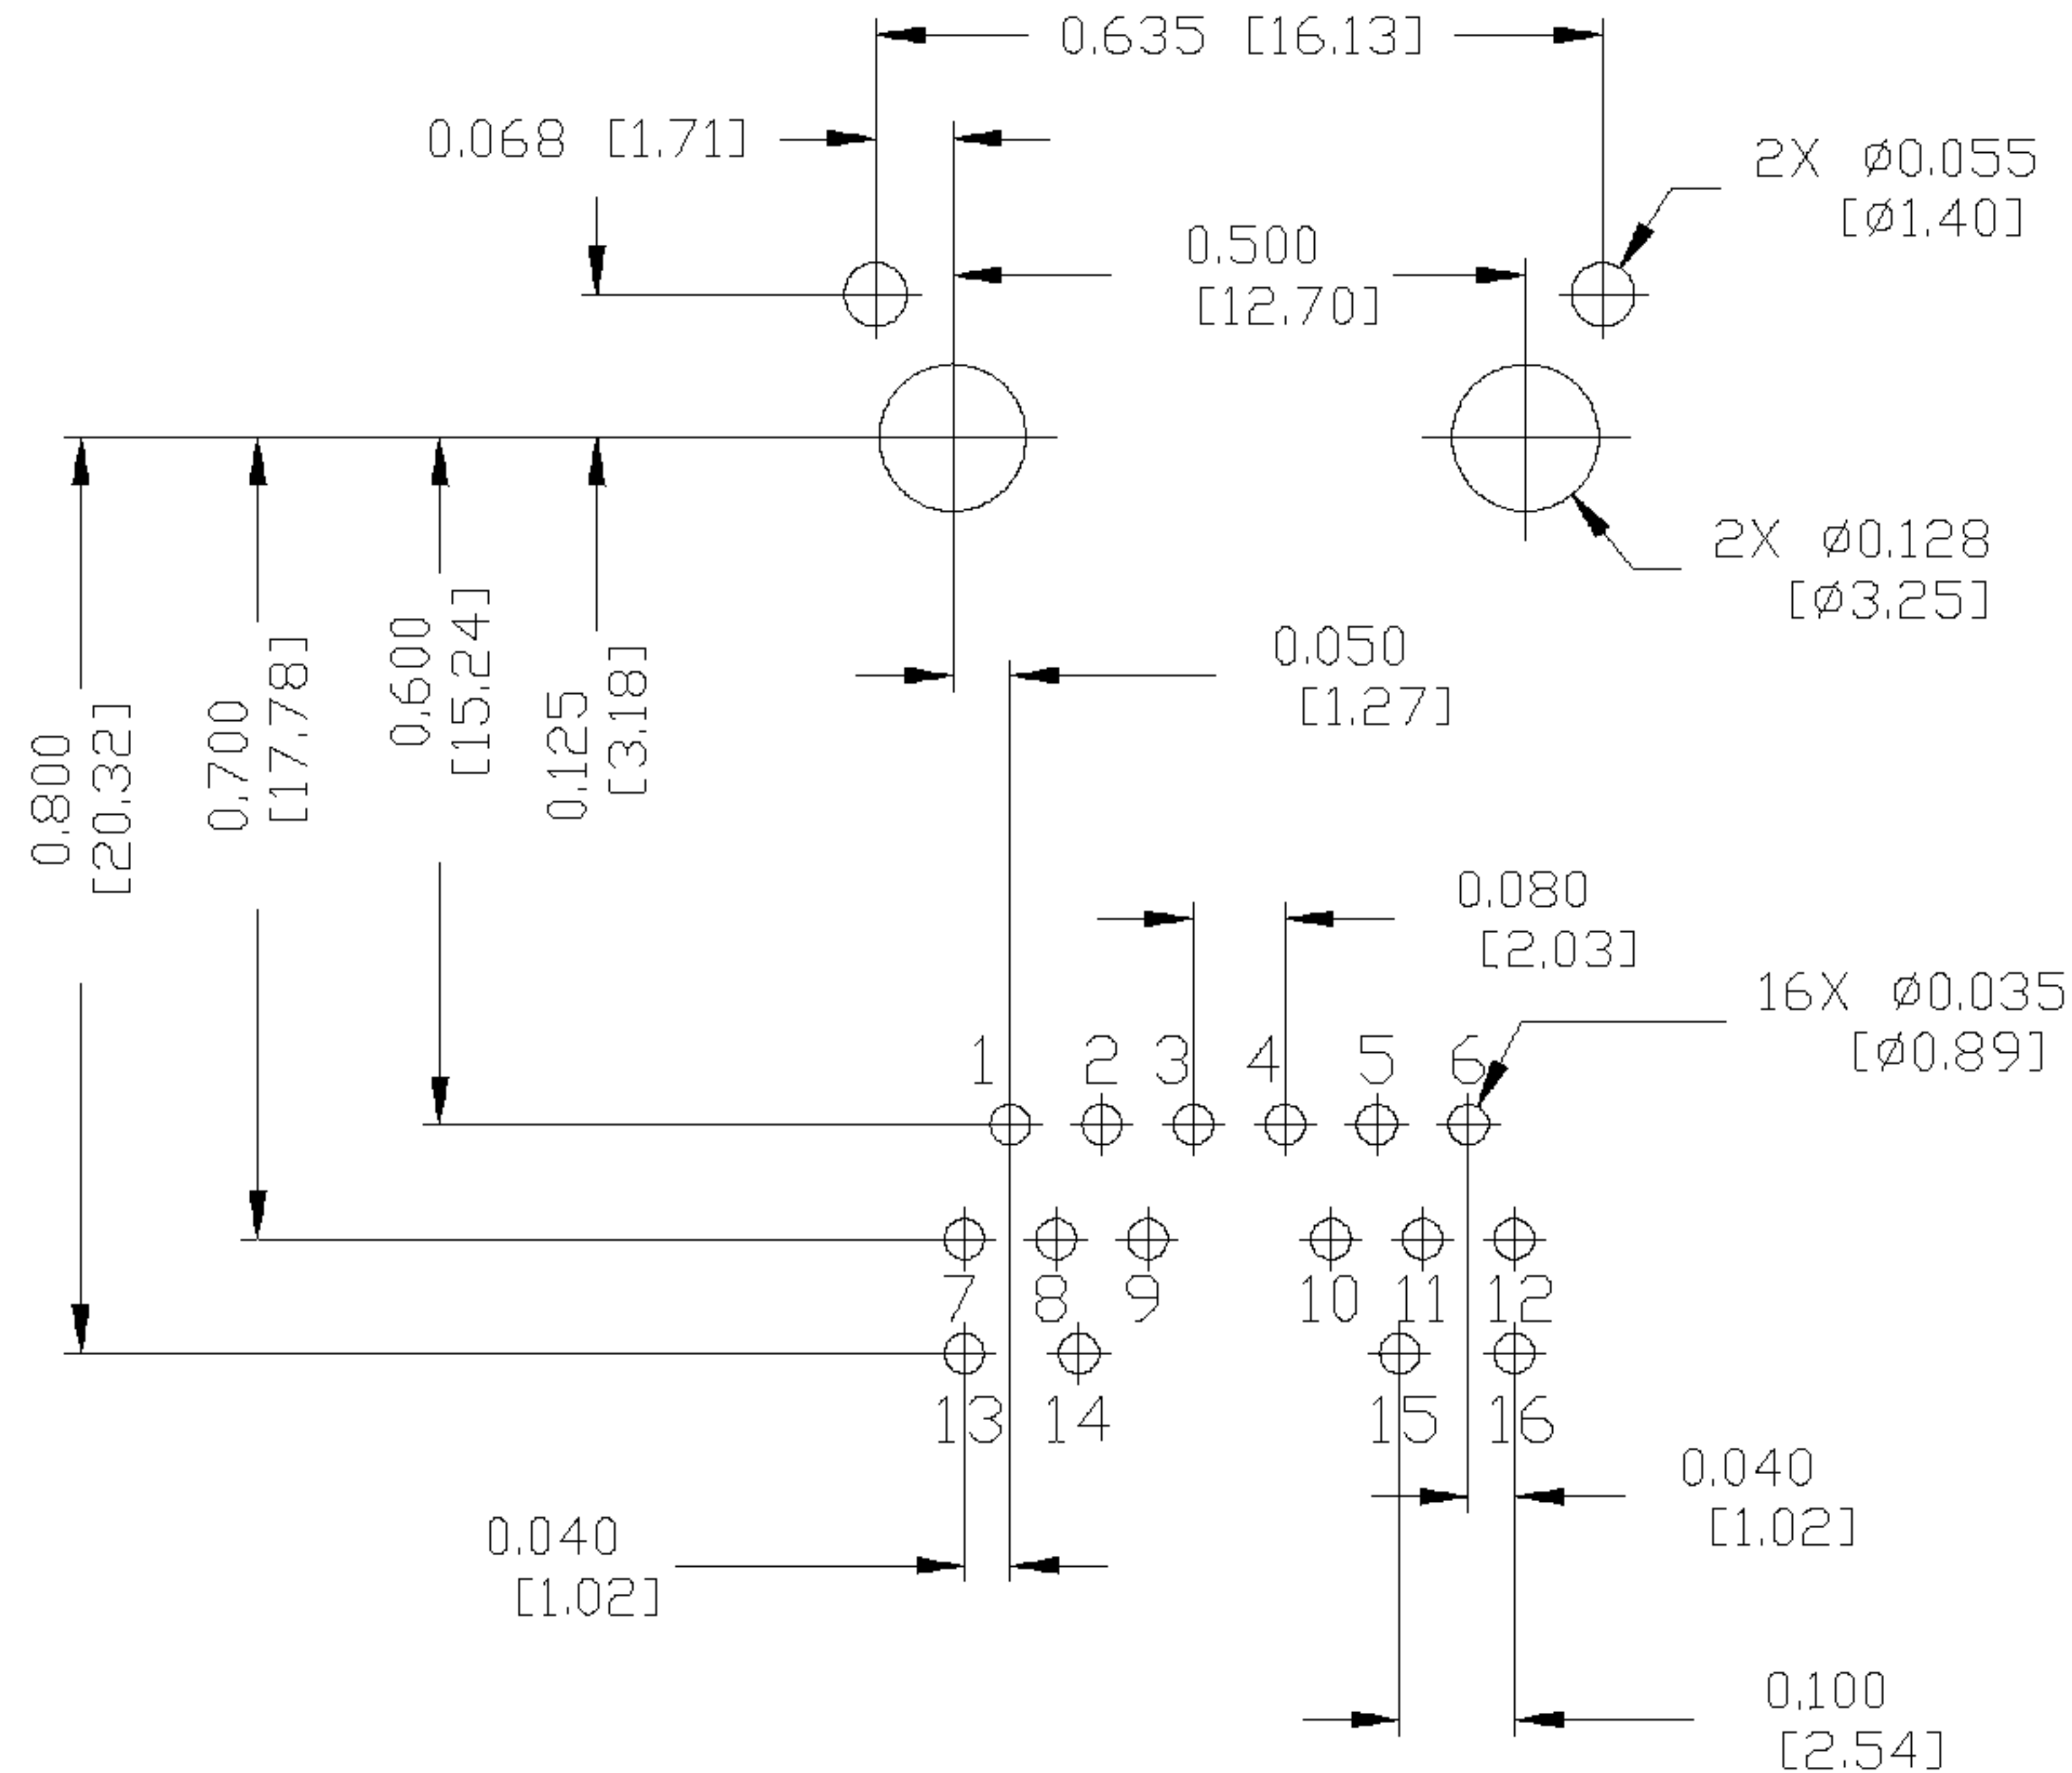 0.635 [16.13]
0.068 [1.71]
2X Ø0.055
[Ø1.40]
0.500
[12.70]
2X Ø0.128
[Ø3.25]
0.800
[20.32]
0.700
[17.78]
0.600
[15.24]
0.125
[3.18]
0.050
[1.27]
0.080
[2.03]
16X Ø0.035
[Ø0.89]
1 2 3 4 5 6
7 8 9 10 11 12
13 14 15 16
0.040
[1.02]
0.040
[1.02]
0.100
[2.54]